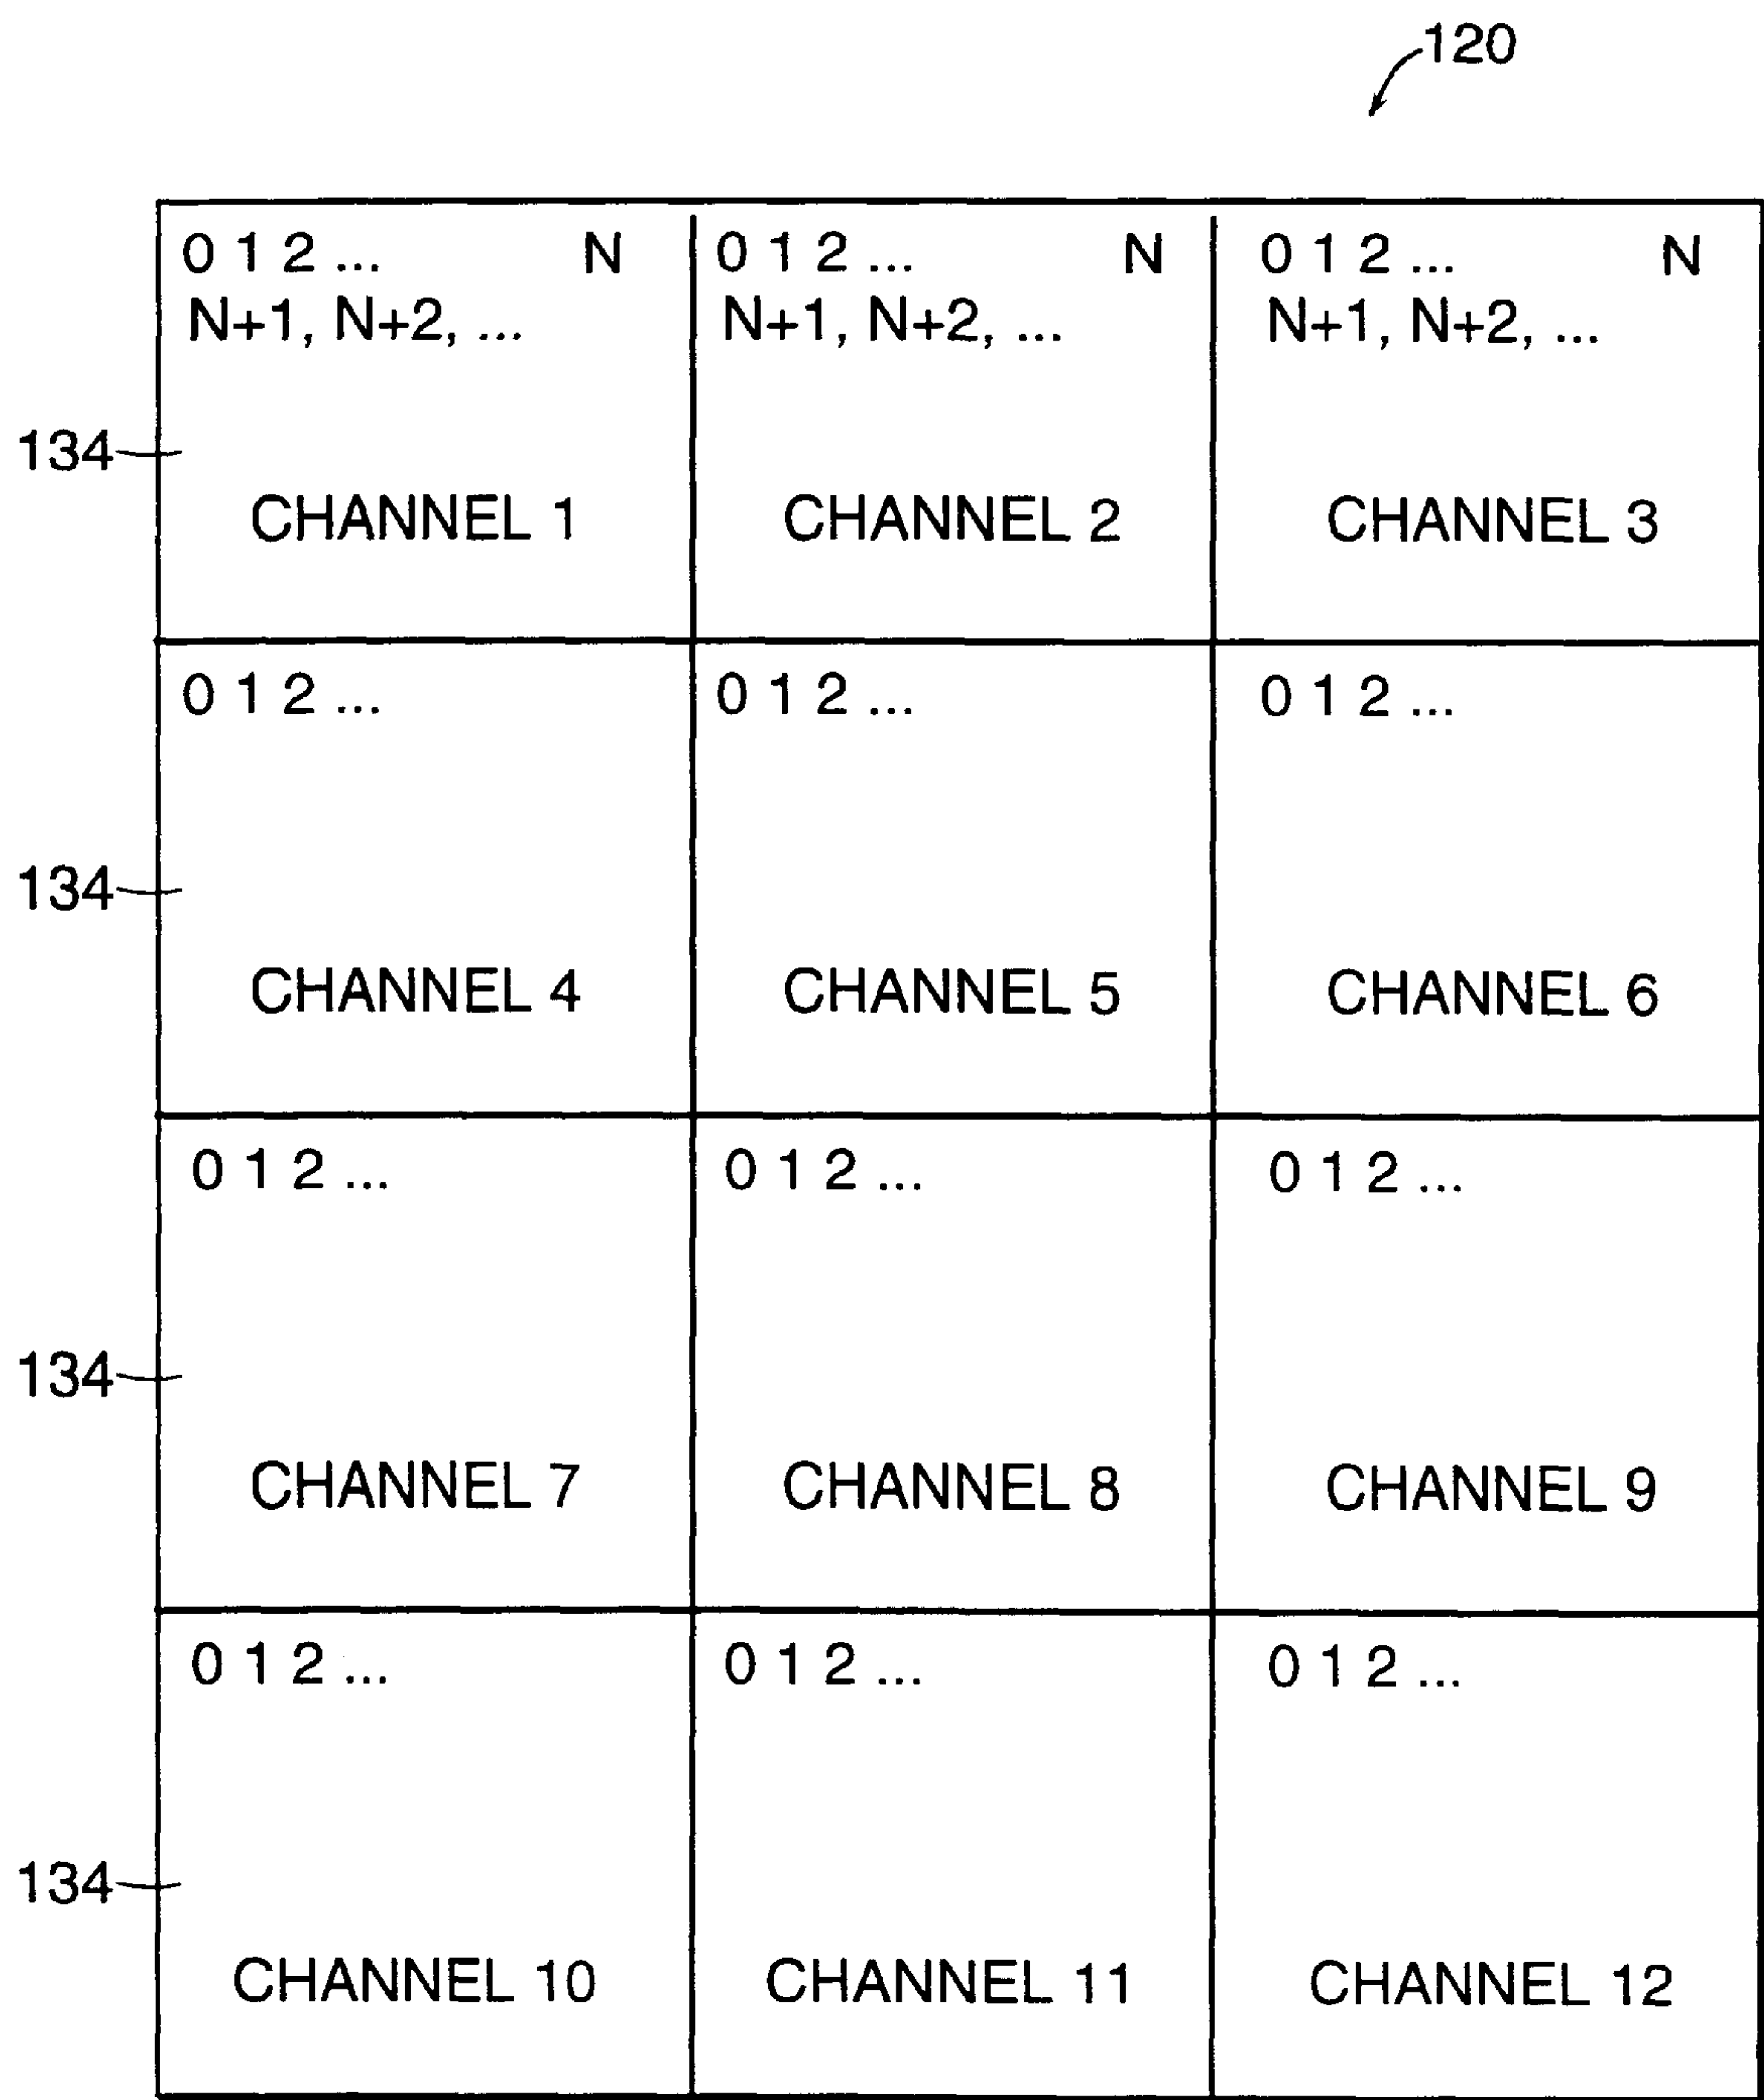 120
0 1 2 ... N 0 1 2 ... N 0 1 2 ... N
N+1, N+2, ... N+1, N+2, ... N+1, N+2, ...
134
CHANNEL 1 CHANNEL 2 CHANNEL 3
0 1 2 ... 0 1 2 ... 0 1 2 ...
134
CHANNEL 4 CHANNEL 5 CHANNEL 6
0 1 2 ... 0 1 2 ... 0 1 2 ...
134
CHANNEL 7 CHANNEL 8 CHANNEL 9
0 1 2 ... 0 1 2 ... 0 1 2 ...
134
CHANNEL 10 CHANNEL 11 CHANNEL 12